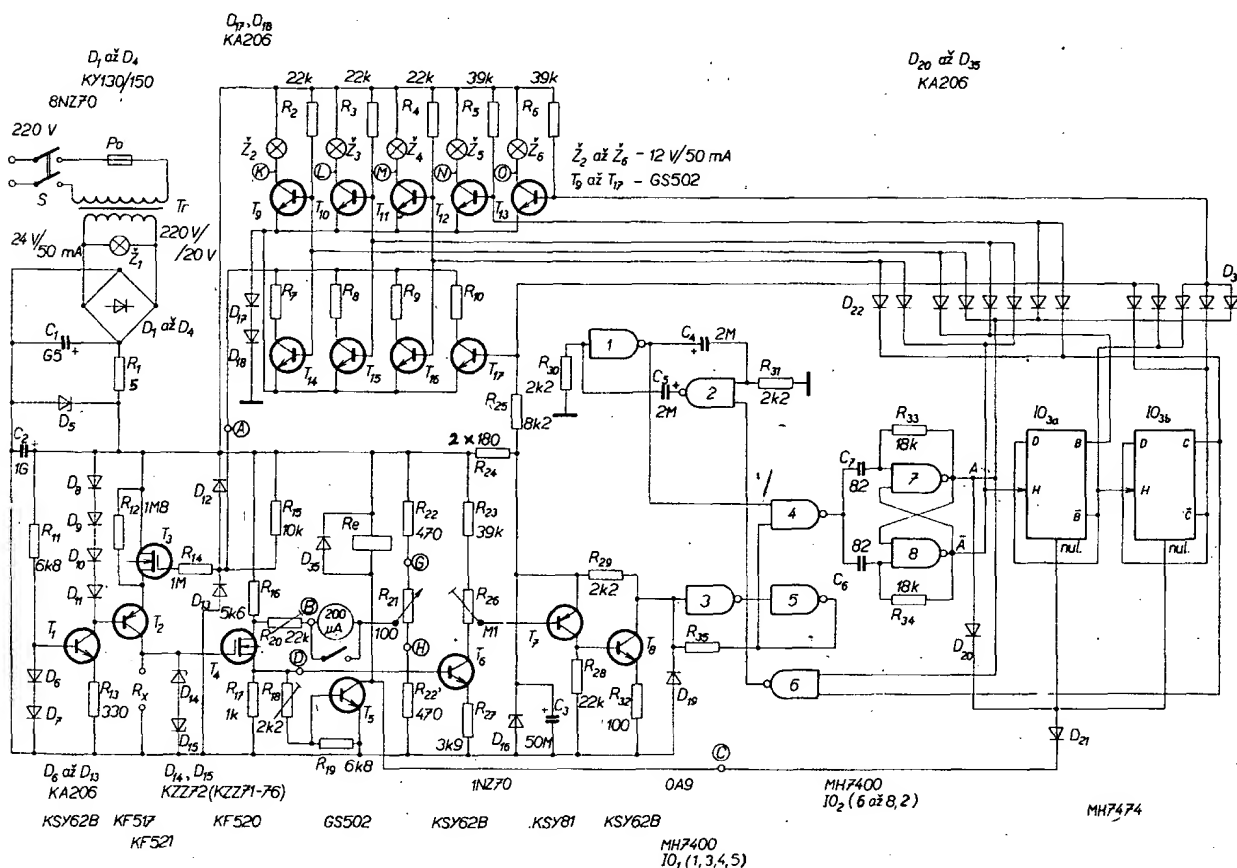 D17, D18
KA206
D1 až D4
KY130/150
8NZ70
D20 až D35
KA206
22k 22k 22k 39k 39k
R2 R3 R4 R5 R6
220 V
Po
S
Tr
Ž2 Ž3 Ž4 Ž5 Ž6
K L M N O
Ž2 až Ž6 – 12 V/50 mA
T9 až T17 – GS502
T9 T10 T11 T12 T13
24 V/50 mA
Ž1
220 V/
/20 V
D1 až D4
C1
G5
R1
5
D5
D17
D18
R7 R8 R9 R10
T14 T15 T16 T17
A
R25
8k2
R30
2k2
1
C4 2M
C5
2M
2
R31
2k2
D22
D3
C2
1G
2 x 180
R24
D8
D9
D10
D11
R11
6k8
R12 1M8
T3
R14
1M
D12
R15
10k
D13
5k6
R16
D35
Re
R22
470
G
R21
100
H
R22'
470
R23
39k
R26
M1
T1
T2
D6
D7
R13
330
Rx
D14
D15
T4
R20 22k
B
200
µA
D
R17
1k
R18
2k2
T5
R19 6k8
T6
R27
3k9
D16
C3
50M
T7
R28
22k
R29
2k2
T8
R32
100
D19
3
5
R35
4
6
C
C7
82
82
C6
R33
18k
7
8
18k
R34
A
Ā
D20
D21
IO3a
D B
H
B̄
nul.
IO3b
D C
H
C̄
nul.
D6 až D13
KA206
D14, D15
KZZ72(KZZ71-76)
1NZ70
0A9
MH7400
IO2 (6 až 8,2)
MH7474
KSY62B KF517 KF520 GS502 KSY62B KSY81 KSY62B
KF521
MH7400
IO1 (1,3,4,5)